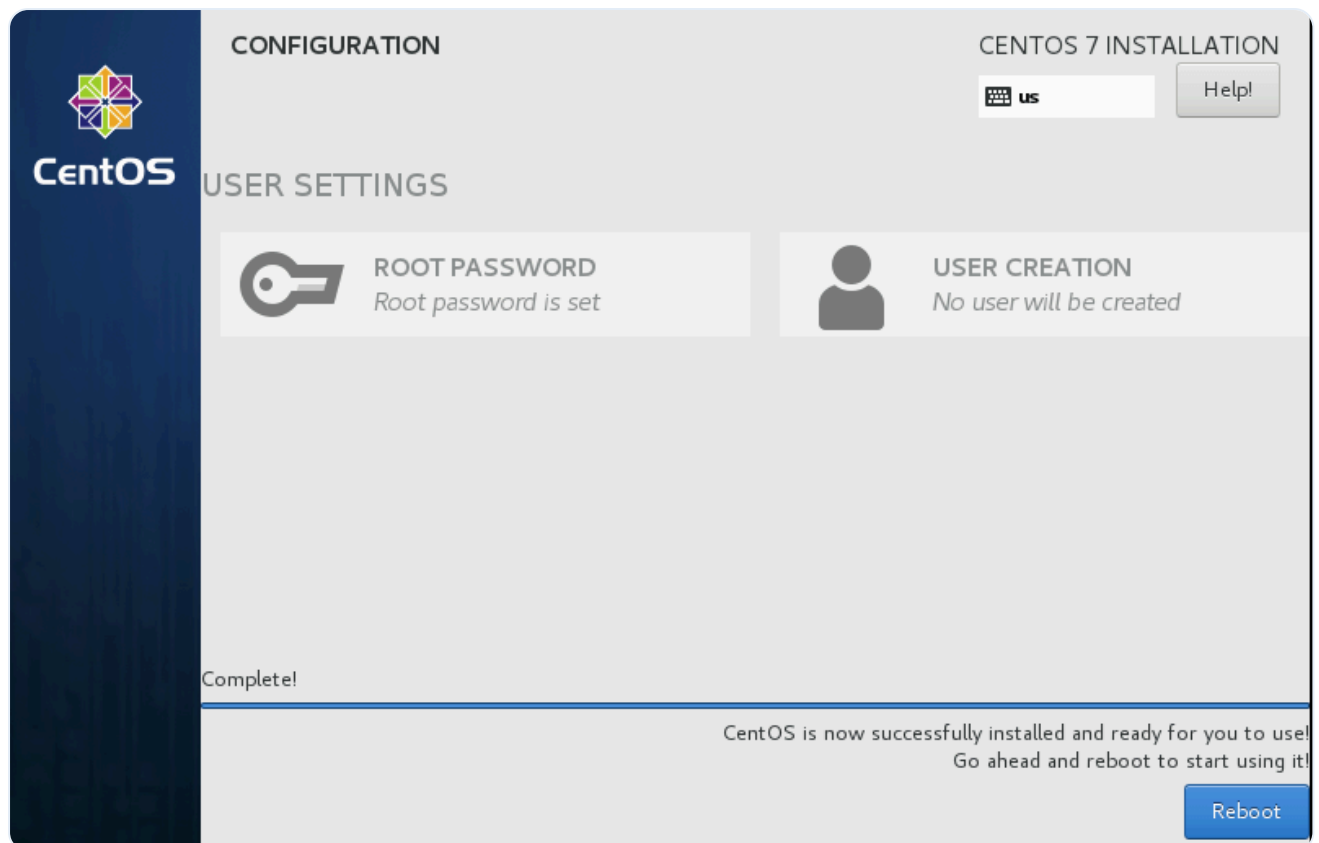 CONFIGURATION
CENTOS 7 INSTALLATION
us
Help!
CentOS
USER SETTINGS
ROOT PASSWORD
Root password is set
USER CREATION
No user will be created
Complete!
CentOS is now successfully installed and ready for you to use!
Go ahead and reboot to start using it!
Reboot